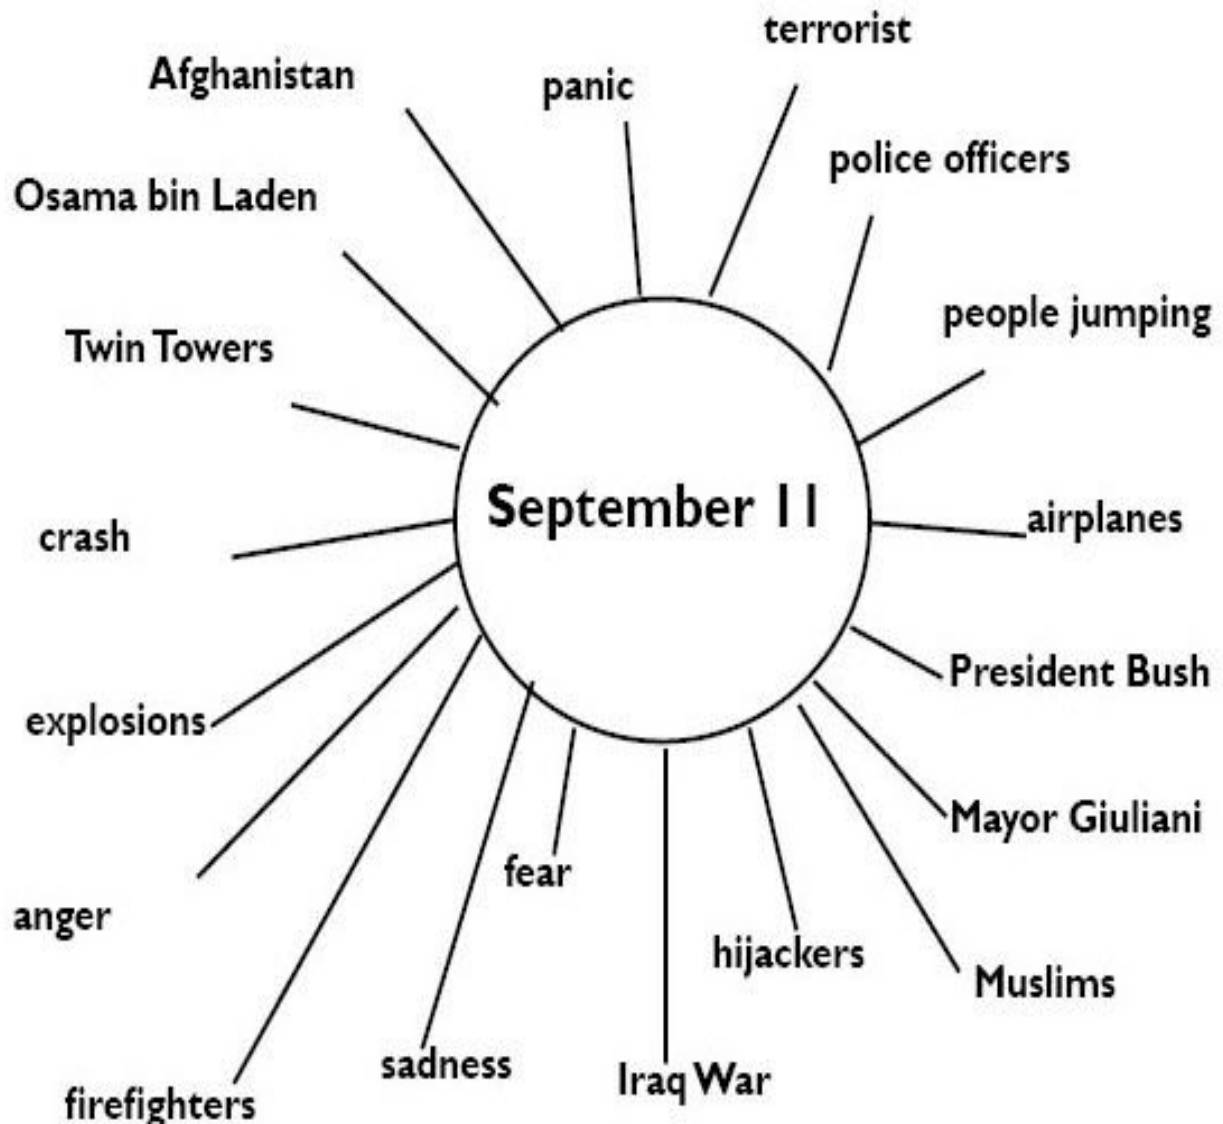 terrorist
Afghanistan
panic
police officers
Osama bin Laden
people jumping
Twin Towers
September 11
airplanes
crash
President Bush
explosions
Mayor Giuliani
fear
anger
hijackers
Muslims
sadness
Iraq War
firefighters